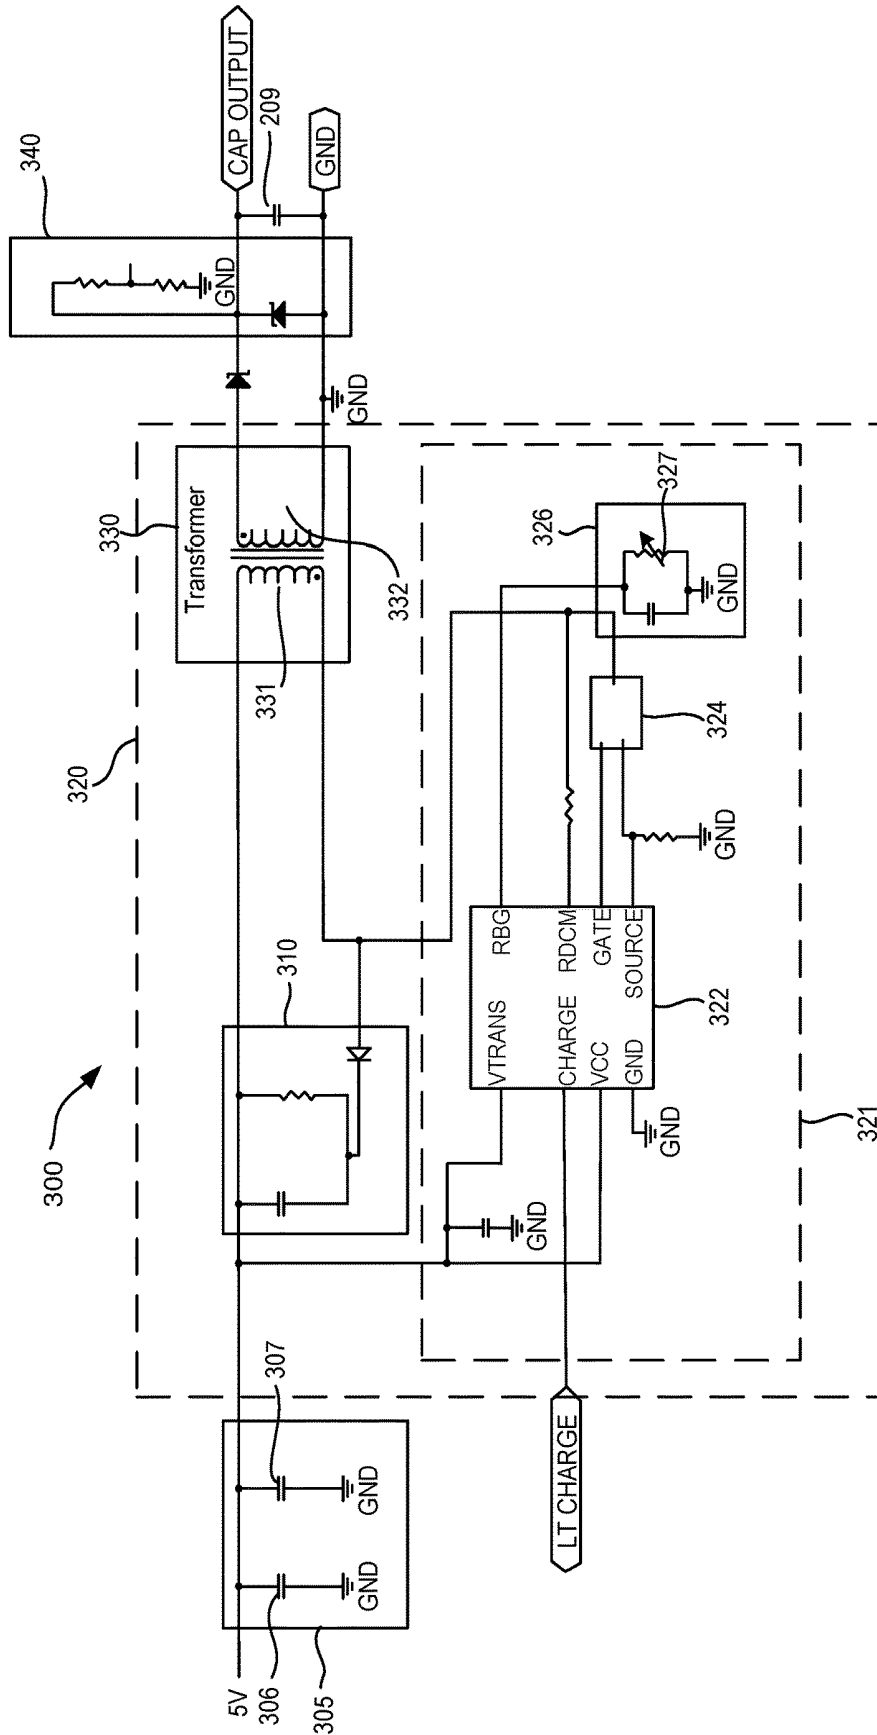 300
320
330
340
CAP OUTPUT
209
GND
GND
GND
Transformer
331
332
310
5V
306
307
GND
GND
305
LT CHARGE
GND
VTRANS
CHARGE
VCC
GND
RBG
RDCM
GATE
SOURCE
GND
322
GND
324
326
327
GND
321